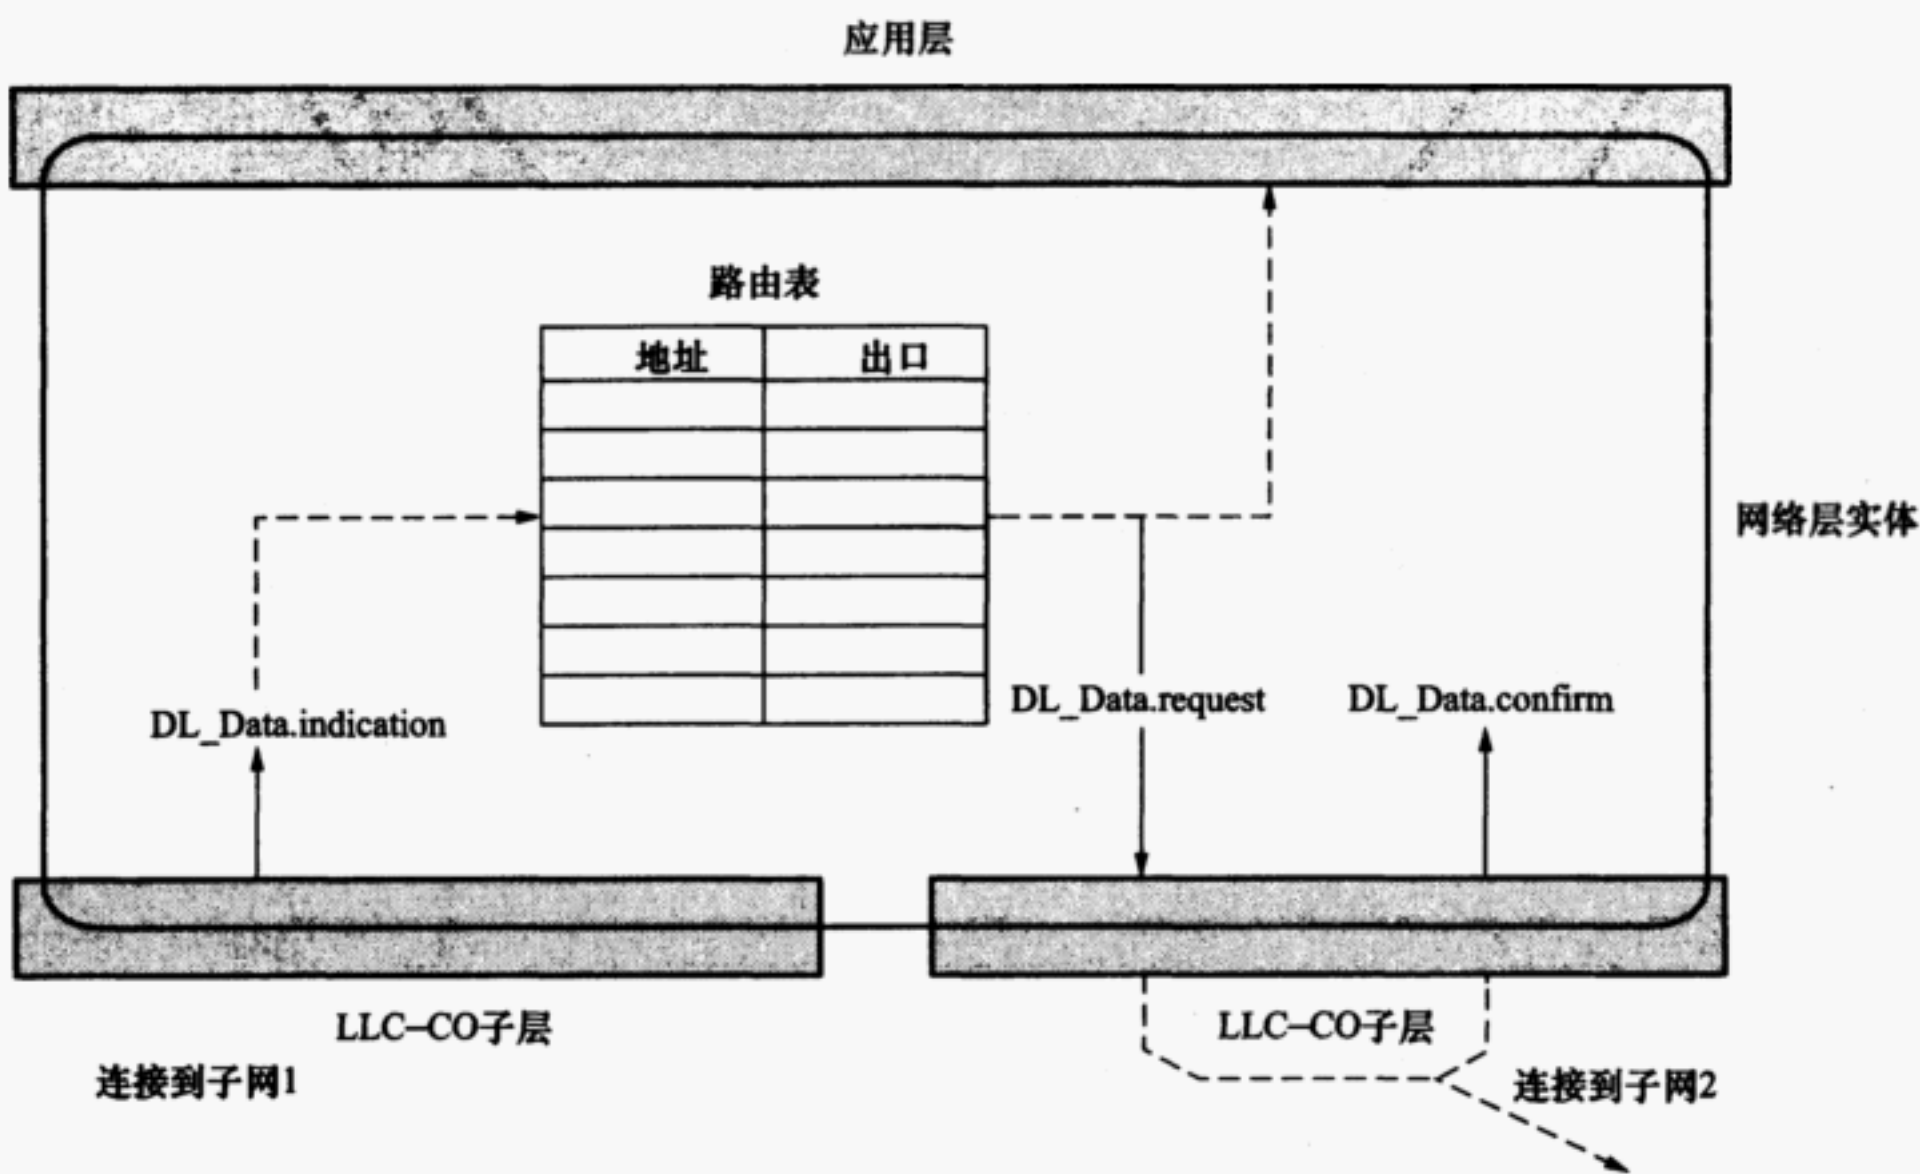 应用层
路由表
地址 出口
网络层实体
DL_Data.indication
DL_Data.request
DL_Data.confirm
LLC–CO子层
LLC–CO子层
连接到子网1
连接到子网2